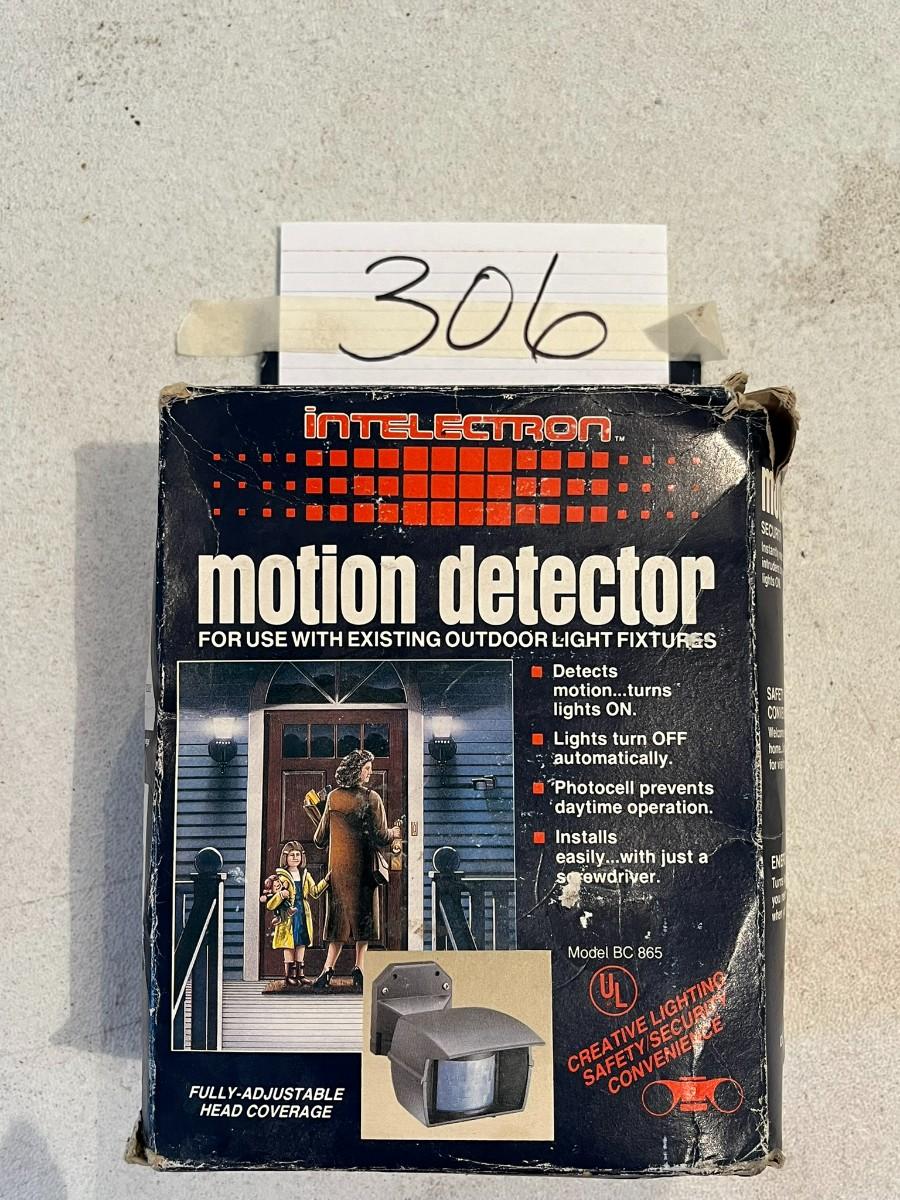 306
intelectron™
motion detector
FOR USE WITH EXISTING OUTDOOR LIGHT FIXTURES
Detects
motion...turns
lights ON.
Lights turn OFF
automatically.
Photocell prevents
daytime operation.
Installs
easily...with just a
screwdriver.
Model BC 865
UL
CREATIVE LIGHTING
SAFETY/SECURITY
CONVENIENCE
FULLY-ADJUSTABLE
HEAD COVERAGE